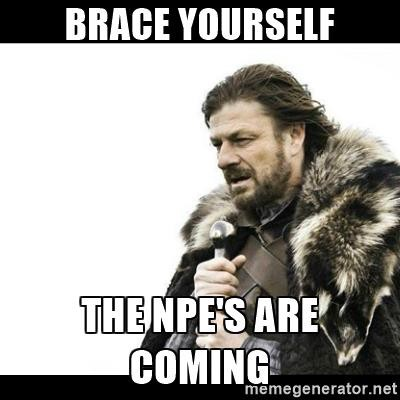 BRACE YOURSELF
THE NPE'S ARE
COMING
memegenerator.net